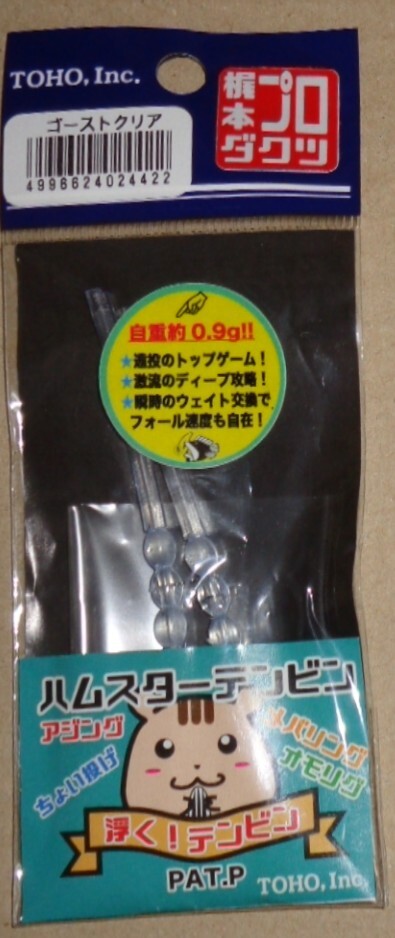 TOHO, Inc.
梶本
プロ
ダクツ
ゴーストクリア
4996624024422
自重約0.9g!!
★遠投のトップゲーム！
★激流のディープ攻略！
★瞬時のウェイト交換で
フォール速度も自在！
ハムスターテンビン
アジング
メバリング
ちょい投げ
オモリグ
浮く！テンビン
PAT.P
TOHO, Inc.